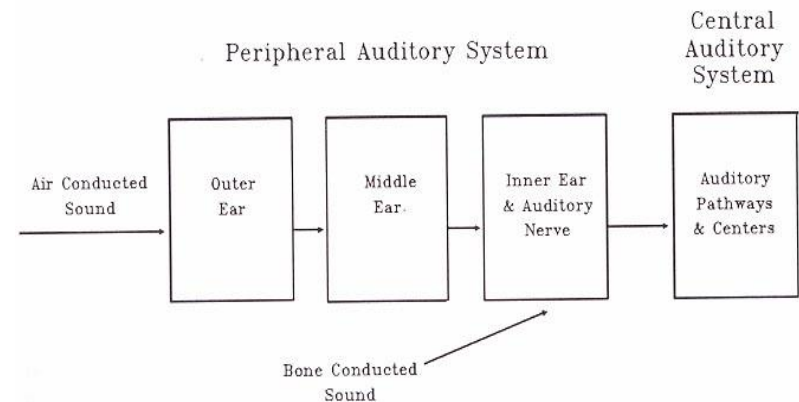 Peripheral Auditory System
Central
Auditory
System
Air Conducted
Sound
Outer
Ear
Middle
Ear.
Inner Ear
& Auditory
Nerve
Auditory
Pathways
& Centers
Bone Conducted
Sound